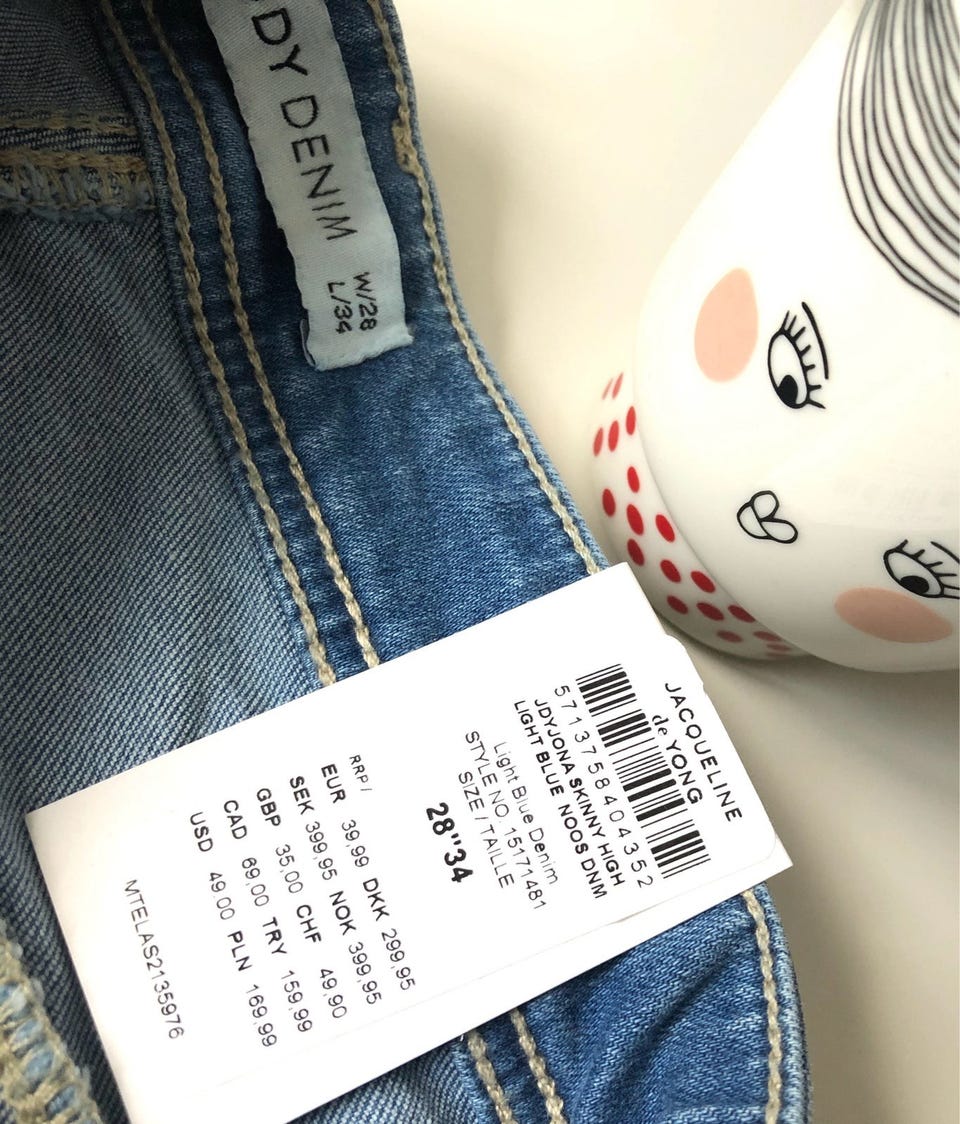 DDY DENIM
W/28
L/34
JACQUELINE
de YONG
5713758404352
JDYJONA SKINNY HIGH
LIGHT BLUE NOOS DNM
Light Blue Denim
STYLE NO. 15171481
SIZE / TAILLE
28"34
RRP/
EUR 39.99 DKK 299,95
SEK 399,95 NOK 399,95
GBP 35,00 CHF 49,90
CAD 69,00 TRY 159,99
USD 49.00 PLN 169,99
MTELAS2135976